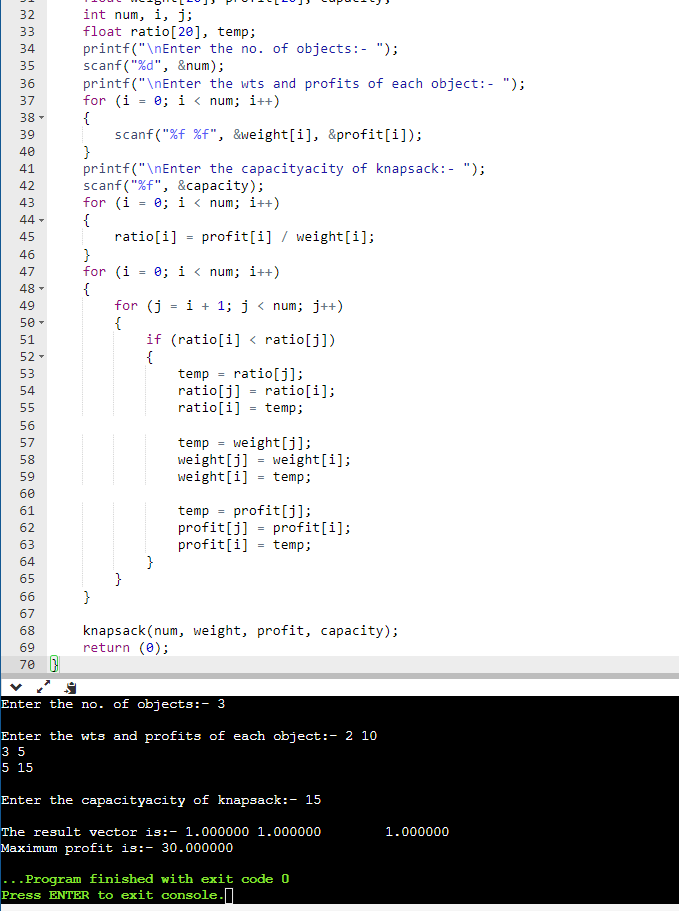 31 float weight[20], profit[20], capacity;
32 int num, i, j;
33 float ratio[20], temp;
34 printf("\nEnter the no. of objects:- ");
35 scanf("%d", &num);
36 printf("\nEnter the wts and profits of each object:- ");
37 for (i = 0; i < num; i++)
38 {
39 scanf("%f %f", &weight[i], &profit[i]);
40 }
41 printf("\nEnter the capacityacity of knapsack:- ");
42 scanf("%f", &capacity);
43 for (i = 0; i < num; i++)
44 {
45 ratio[i] = profit[i] / weight[i];
46 }
47 for (i = 0; i < num; i++)
48 {
49 for (j = i + 1; j < num; j++)
50 {
51 if (ratio[i] < ratio[j])
52 {
53 temp = ratio[j];
54 ratio[j] = ratio[i];
55 ratio[i] = temp;
56
57 temp = weight[j];
58 weight[j] = weight[i];
59 weight[i] = temp;
60
61 temp = profit[j];
62 profit[j] = profit[i];
63 profit[i] = temp;
64 }
65 }
66 }
67
68 knapsack(num, weight, profit, capacity);
69 return (0);
70 }
Enter the no. of objects:- 3
Enter the wts and profits of each object:- 2 10
3 5
5 15
Enter the capacityacity of knapsack:- 15
The result vector is:- 1.000000 1.000000 1.000000
Maximum profit is:- 30.000000
...Program finished with exit code 0
Press ENTER to exit console.